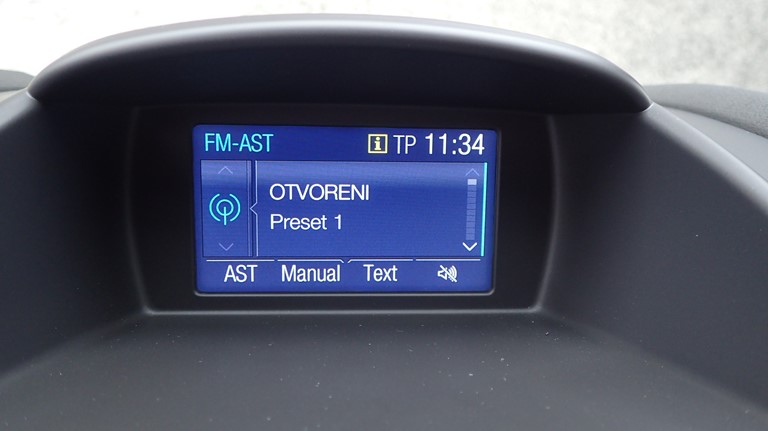 FM-AST i TP 11:34
OTVORENI
Preset 1
AST Manual Text